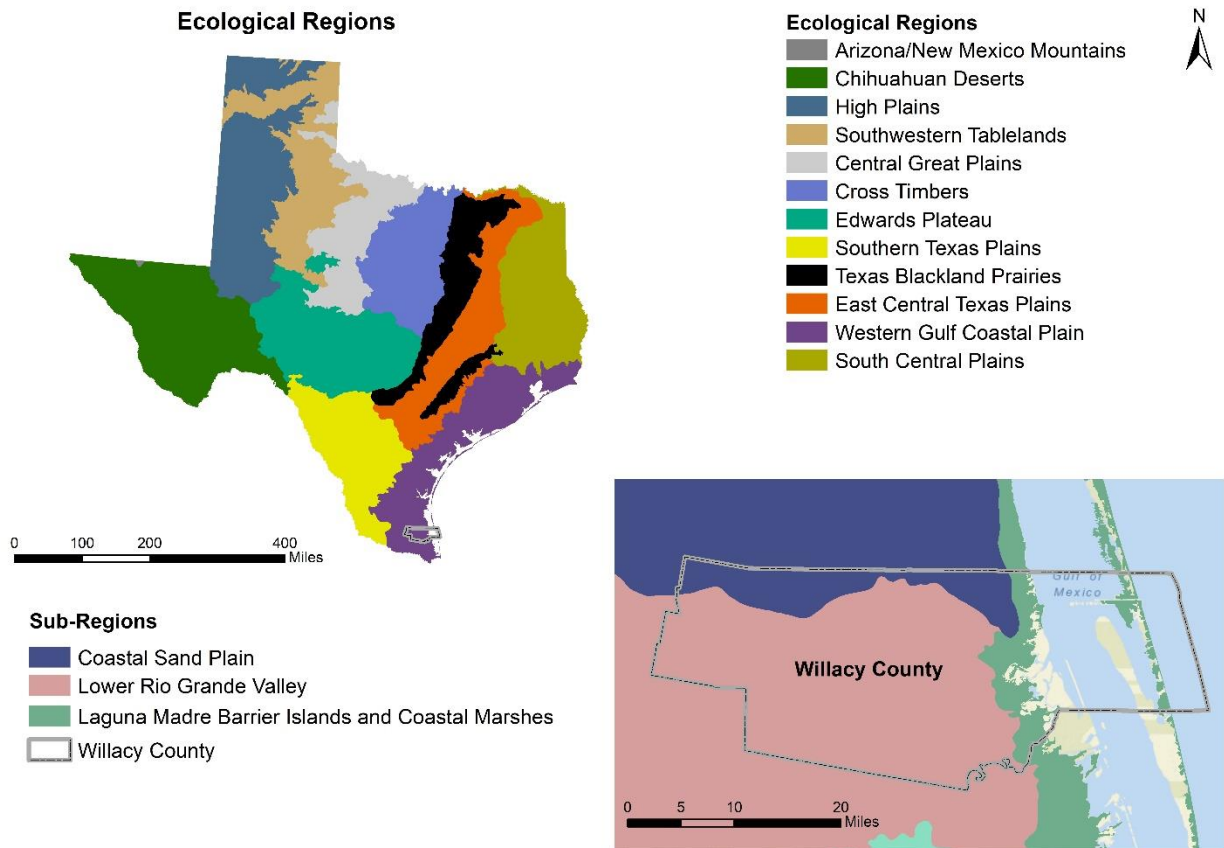 Ecological Regions
0 100 200 400
Miles
Sub-Regions
Coastal Sand Plain
Lower Rio Grande Valley
Laguna Madre Barrier Islands and Coastal Marshes
Willacy County
Ecological Regions
Arizona/New Mexico Mountains
Chihuahuan Deserts
High Plains
Southwestern Tablelands
Central Great Plains
Cross Timbers
Edwards Plateau
Southern Texas Plains
Texas Blackland Prairies
East Central Texas Plains
Western Gulf Coastal Plain
South Central Plains
N
Gulf of
Mexico
Willacy County
0 5 10 20
Miles